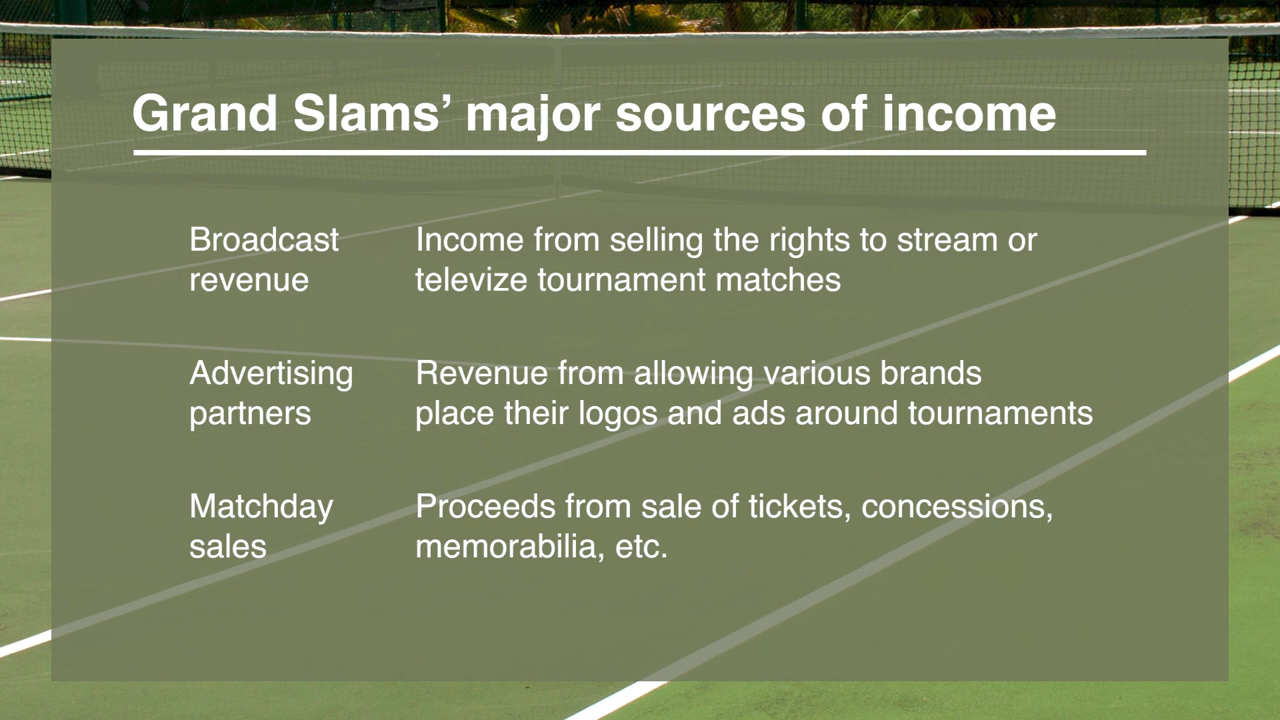 Grand Slams’ major sources of income
Broadcast
revenue
Income from selling the rights to stream or
televize tournament matches
Advertising
partners
Revenue from allowing various brands
place their logos and ads around tournaments
Matchday
sales
Proceeds from sale of tickets, concessions,
memorabilia, etc.